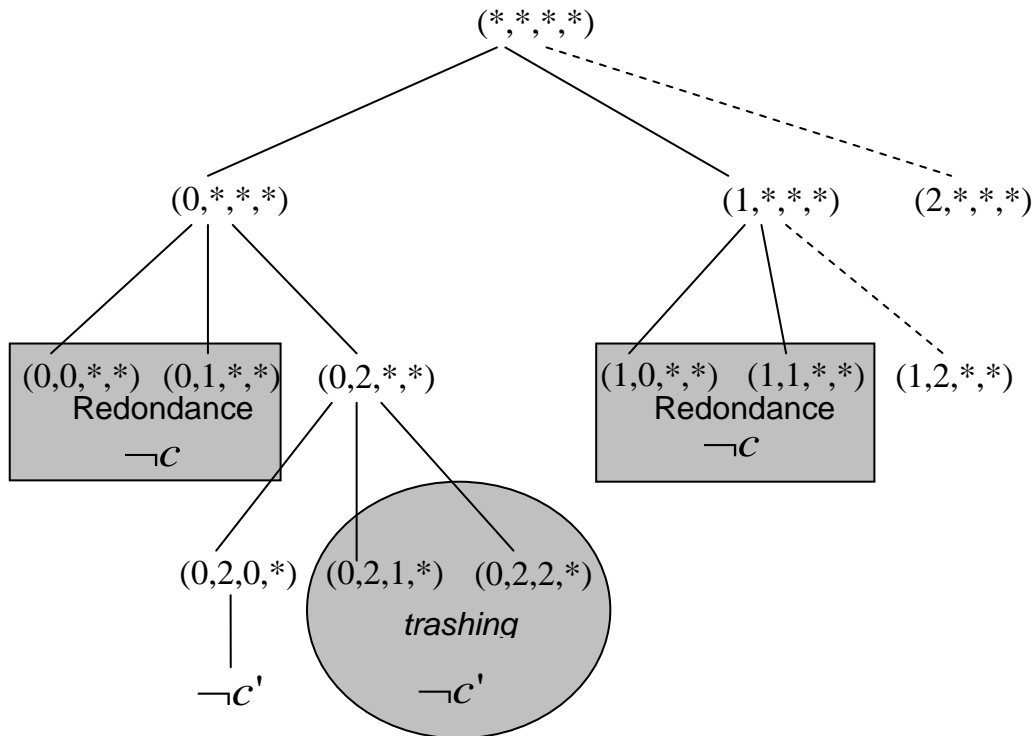 (*,*,*,*)
(0,*,*,*) (1,*,*,*) (2,*,*,*)
(0,0,*,*) (0,1,*,*) (0,2,*,*) (1,0,*,*) (1,1,*,*) (1,2,*,*)
Redondance Redondance
¬c ¬c
(0,2,0,*) (0,2,1,*) (0,2,2,*)
trashing
¬c' ¬c'